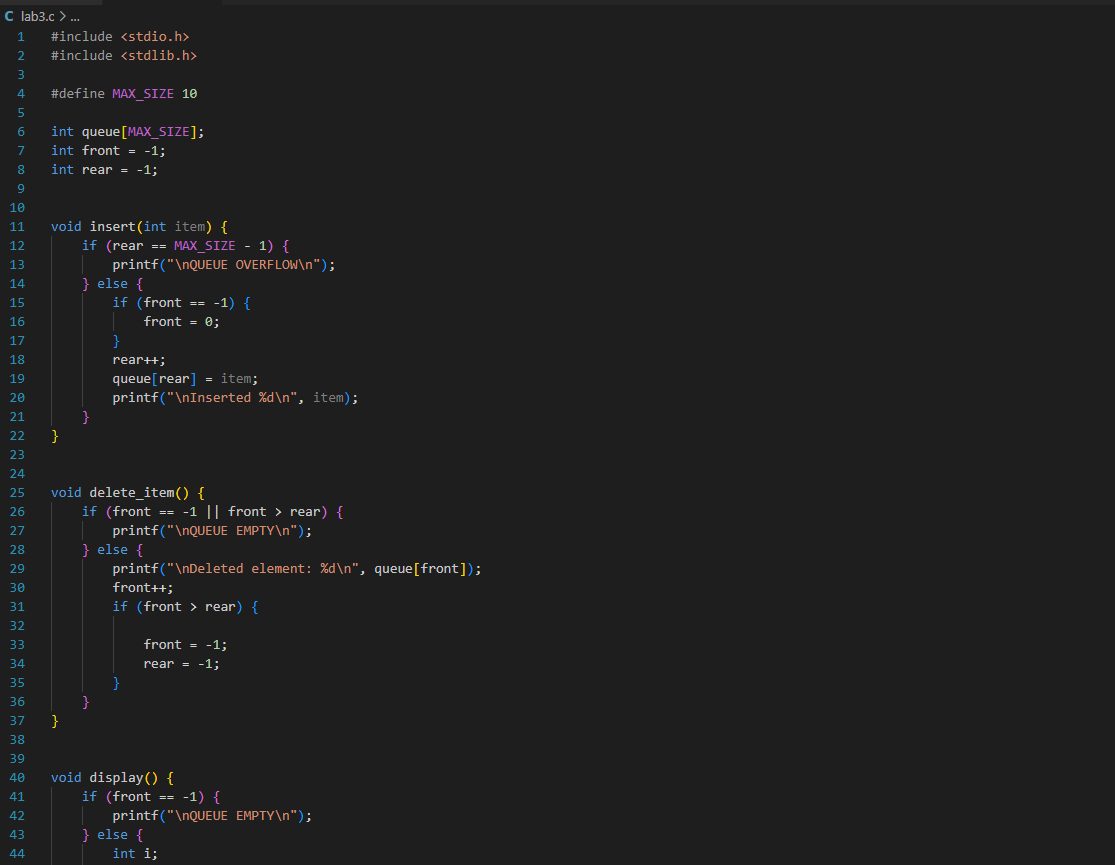 C lab3.c > ...
1 #include <stdio.h>
2 #include <stdlib.h>
3
4 #define MAX_SIZE 10
5
6 int queue[MAX_SIZE];
7 int front = -1;
8 int rear = -1;
9
10
11 void insert(int item) {
12     if (rear == MAX_SIZE - 1) {
13         printf("\nQUEUE OVERFLOW\n");
14     } else {
15         if (front == -1) {
16             front = 0;
17         }
18         rear++;
19         queue[rear] = item;
20         printf("\nInserted %d\n", item);
21     }
22 }
23
24
25 void delete_item() {
26     if (front == -1 || front > rear) {
27         printf("\nQUEUE EMPTY\n");
28     } else {
29         printf("\nDeleted element: %d\n", queue[front]);
30         front++;
31         if (front > rear) {
32
33             front = -1;
34             rear = -1;
35         }
36     }
37 }
38
39
40 void display() {
41     if (front == -1) {
42         printf("\nQUEUE EMPTY\n");
43     } else {
44         int i;